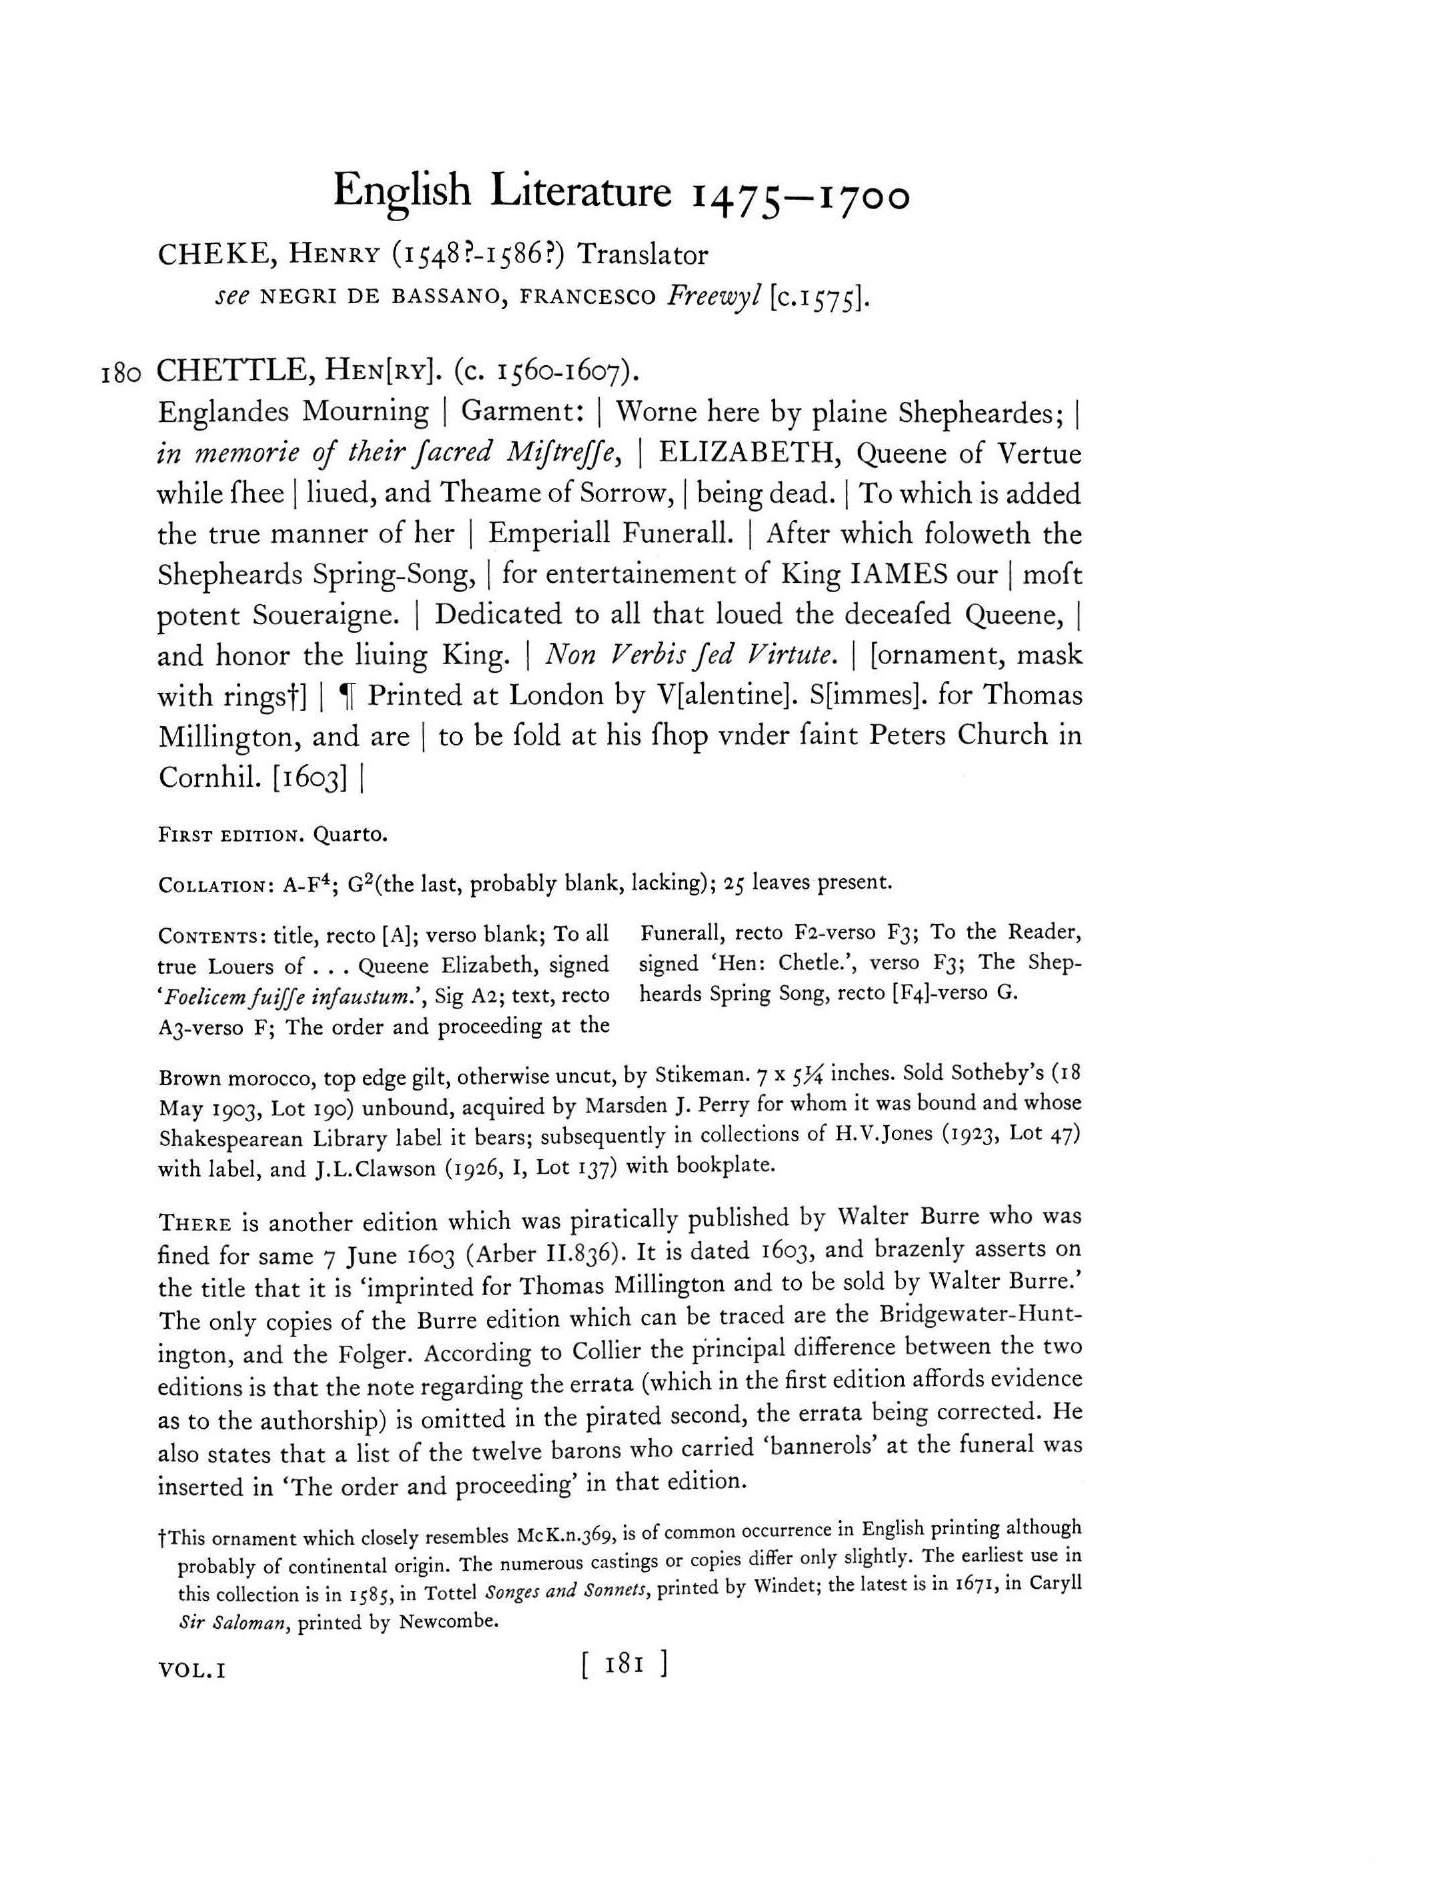 English Literature 1475—1700
CHEKE, HENRY (1548?-1586?) Translator
see NEGRI DE BASSANO, FRANCESCO Freewyl [c.1575].
180 CHETTLE, HEN[RY]. (c. 1560-1607).
Englandes Mourning | Garment: | Worne here by plaine Shepheardes; |
in memorie of their ſacred Miſtreſſe, | ELIZABETH, Queene of Vertue
while ſhee | liued, and Theame of Sorrow, | being dead. | To which is added
the true manner of her | Emperiall Funerall. | After which foloweth the
Shepheards Spring-Song, | for entertainement of King IAMES our | moſt
potent Soueraigne. | Dedicated to all that loued the deceaſed Queene, |
and honor the liuing King. | Non Verbis ſed Virtute. | [ornament, mask
with rings†] | ¶ Printed at London by V[alentine]. S[immes]. for Thomas
Millington, and are | to be ſold at his ſhop vnder ſaint Peters Church in
Cornhil. [1603] |
FIRST EDITION. Quarto.
COLLATION: A-F⁴; G²(the last, probably blank, lacking); 25 leaves present.
CONTENTS: title, recto [A]; verso blank; To all
true Louers of . . . Queene Elizabeth, signed
‘Foelicem fuiſſe infaustum.’, Sig A2; text, recto
A3-verso F; The order and proceeding at the
Funerall, recto F2-verso F3; To the Reader,
signed ‘Hen: Chetle.’, verso F3; The Shep-
heards Spring Song, recto [F4]-verso G.
Brown morocco, top edge gilt, otherwise uncut, by Stikeman. 7 x 5¼ inches. Sold Sotheby's (18
May 1903, Lot 190) unbound, acquired by Marsden J. Perry for whom it was bound and whose
Shakespearean Library label it bears; subsequently in collections of H.V.Jones (1923, Lot 47)
with label, and J.L.Clawson (1926, I, Lot 137) with bookplate.
THERE is another edition which was piratically published by Walter Burre who was
fined for same 7 June 1603 (Arber II.836). It is dated 1603, and brazenly asserts on
the title that it is ‘imprinted for Thomas Millington and to be sold by Walter Burre.’
The only copies of the Burre edition which can be traced are the Bridgewater-Hunt-
ington, and the Folger. According to Collier the principal difference between the two
editions is that the note regarding the errata (which in the first edition affords evidence
as to the authorship) is omitted in the pirated second, the errata being corrected. He
also states that a list of the twelve barons who carried ‘bannerols’ at the funeral was
inserted in ‘The order and proceeding’ in that edition.
†This ornament which closely resembles McK.n.369, is of common occurrence in English printing although
probably of continental origin. The numerous castings or copies differ only slightly. The earliest use in
this collection is in 1585, in Tottel Songes and Sonnets, printed by Windet; the latest is in 1671, in Caryll
Sir Saloman, printed by Newcombe.
VOL.I [ 181 ]